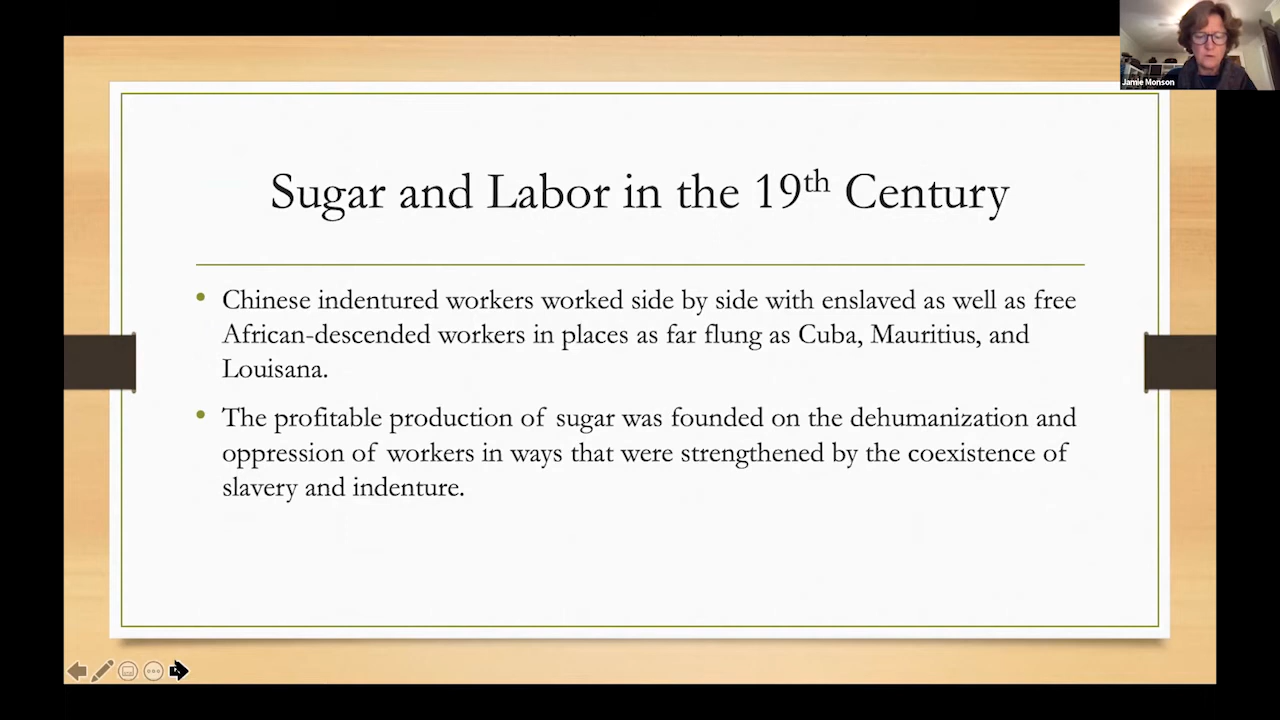 Jamie Monson
Sugar and Labor in the 19th Century
• Chinese indentured workers worked side by side with enslaved as well as free
African-descended workers in places as far flung as Cuba, Mauritius, and
Louisana.
• The profitable production of sugar was founded on the dehumanization and
oppression of workers in ways that were strengthened by the coexistence of
slavery and indenture.